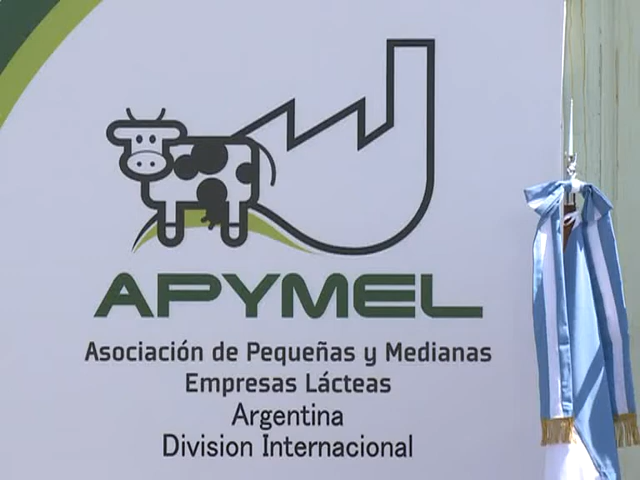 APYMEL
Asociación de Pequeñas y Medianas
Empresas Lácteas
Argentina
Division Internacional